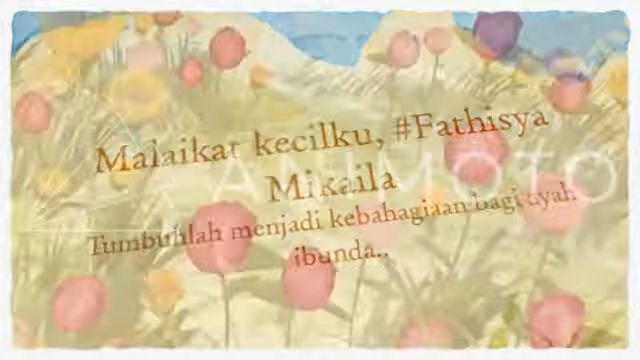 Malaikat kecilku, #Fathisya
Mikaila
Tumbuhlah menjadi kebahagiaan bagi ayah
ibunda..
ANIMOTO